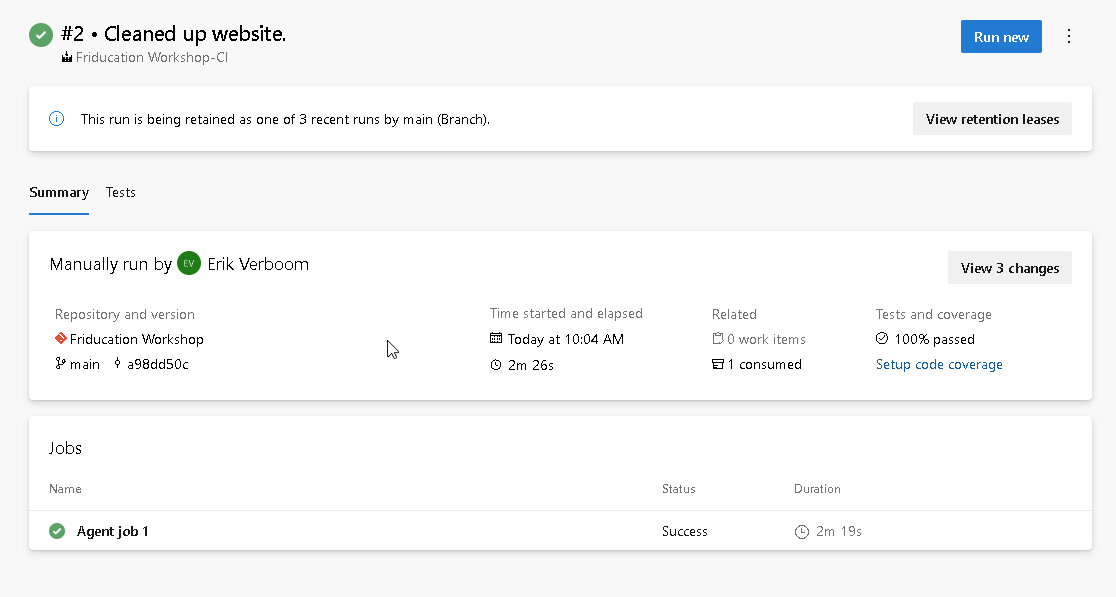 #2 • Cleaned up website.
Friducation Workshop-CI
Run new
This run is being retained as one of 3 recent runs by main (Branch).
View retention leases
Summary Tests
Manually run by EV Erik Verboom
View 3 changes
Repository and version
Friducation Workshop
main a98dd50c
Time started and elapsed
Today at 10:04 AM
2m 26s
Related
0 work items
1 consumed
Tests and coverage
100% passed
Setup code coverage
Jobs
Name Status Duration
Agent job 1 Success 2m 19s